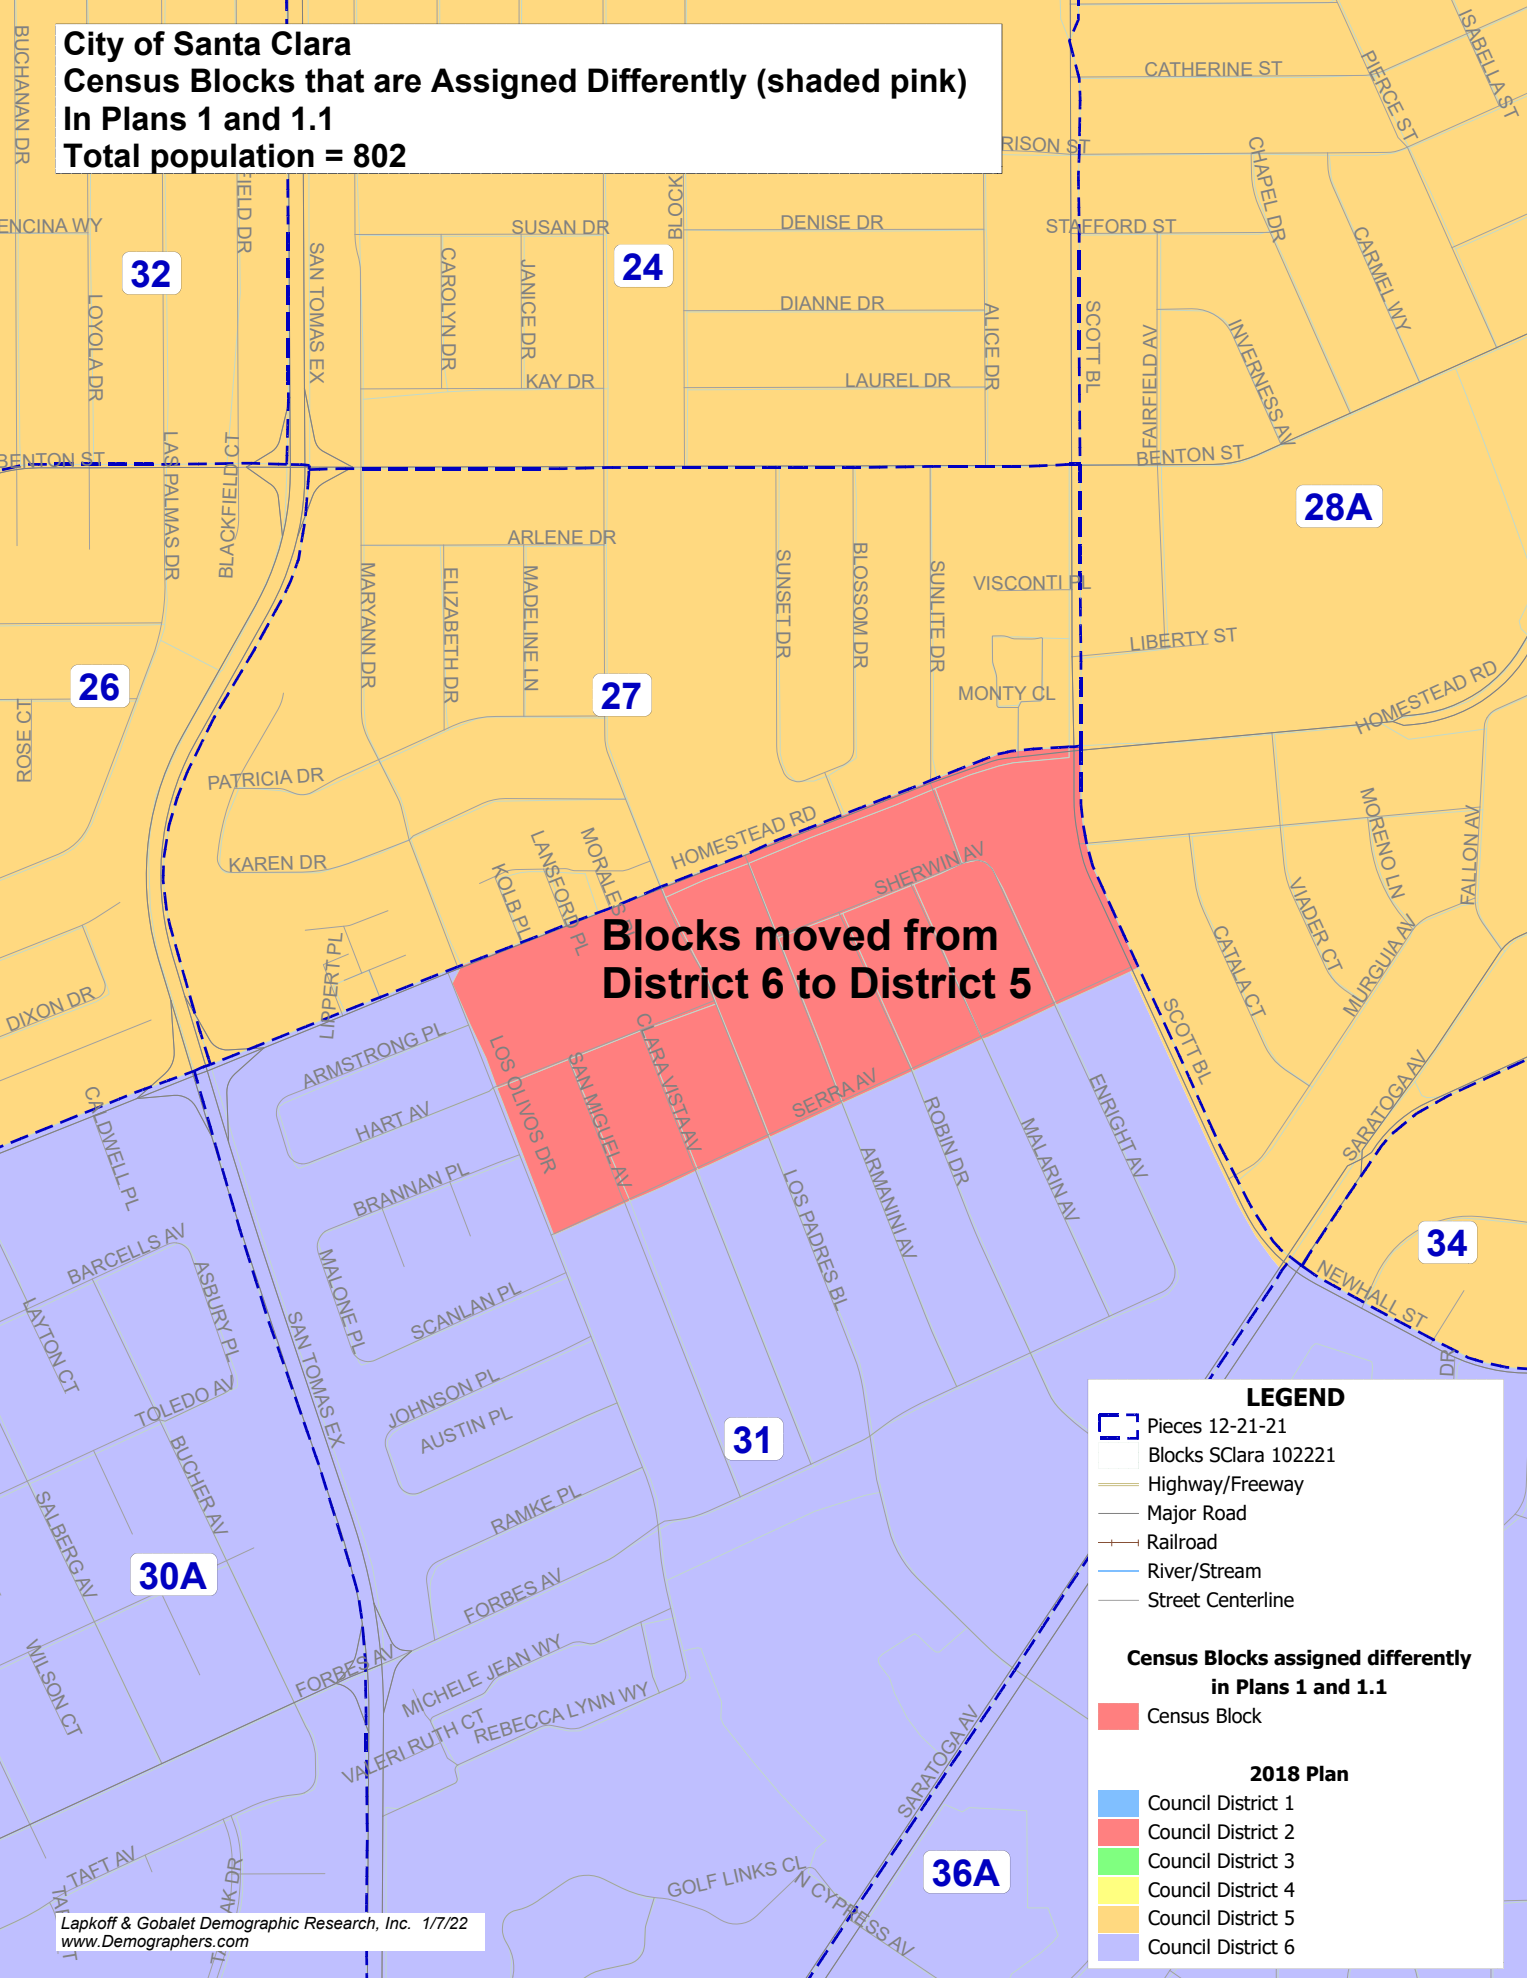 City of Santa Clara
Census Blocks that are Assigned Differently (shaded pink)
In Plans 1 and 1.1
Total population = 802
BUCHANAN DR
CATHERINE ST
PIERCE ST
ISABELLA ST
RISON ST
CHAPEL DR
ENCINA WY
FIELD DR
SUSAN DR
BLOCK
DENISE DR
STAFFORD ST
CARMEL WY
32
24
SAN TOMAS EX
CAROLYN DR
JANICE DR
LOYOLA DR
DIANNE DR
ALICE DR
SCOTT BL
FAIRFIELD AV
INVERNESS AV
KAY DR
LAUREL DR
BENTON ST
LAS PALMAS DR
BLACKFIELD CT
BENTON ST
28A
ARLENE DR
MARYANN DR
ELIZABETH DR
MADELINE LN
SUNSET DR
BLOSSOM DR
SUNLITE DR
VISCONTI PL
LIBERTY ST
26
27
MONTY CL
HOMESTEAD RD
ROSE CT
PATRICIA DR
KAREN DR
KOLB PL
LANSFORD PL
MORALES PL
HOMESTEAD RD
SHERWIN AV
MORENO LN
FALLON AV
VIADER CT
CATALA CT
MURGUIA AV
Blocks moved from
District 6 to District 5
LIPPERT PL
DIXON DR
ARMSTRONG PL
LOS OLIVOS DR
SAN MIGUEL AV
CLARA VISTA AV
SERRA AV
SCOTT BL
SARATOGA AV
CALDWELL PL
HART AV
BRANNAN PL
ROBIN DR
MALARIN AV
ENRIGHT AV
ARMANINI AV
LOS PADRES BL
BARCELLS AV
ASBURY PL
MALONE PL
SCANLAN PL
34
NEWHALL ST
LAYTON CT
SAN TOMAS EX
JOHNSON PL
DR
TOLEDO AV
AUSTIN PL
31
BUCHER AV
SALBERG AV
RAMKE PL
30A
FORBES AV
WILSON CT
FORBES AV
MICHELE JEAN WY
VALERI RUTH CT
REBECCA LYNN WY
SARATOGA AV
TAFT AV
AK DR
GOLF LINKS CL
N CYPRESS AV
36A
LEGEND
Pieces 12-21-21
Blocks SClara 102221
Highway/Freeway
Major Road
Railroad
River/Stream
Street Centerline
Census Blocks assigned differently
in Plans 1 and 1.1
Census Block
2018 Plan
Council District 1
Council District 2
Council District 3
Council District 4
Council District 5
Council District 6
Lapkoff & Gobalet Demographic Research, Inc. 1/7/22
www.Demographers.com